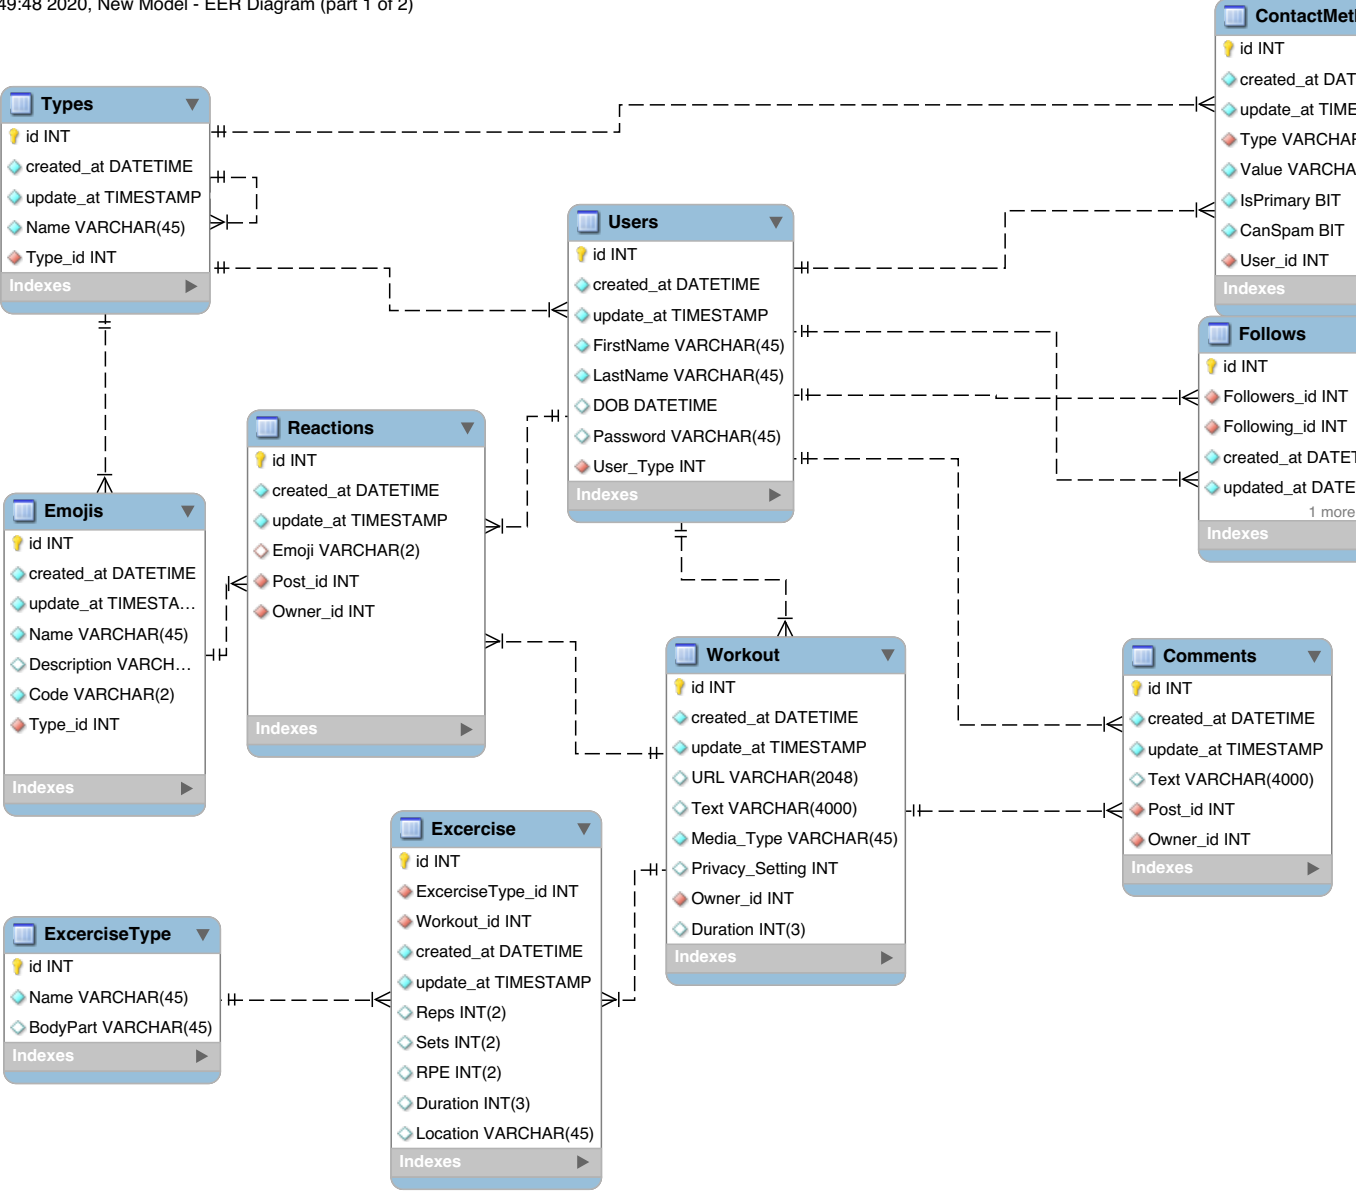 49:48 2020, New Model - EER Diagram (part 1 of 2)
Types
id INT
created_at DATETIME
update_at TIMESTAMP
Name VARCHAR(45)
Type_id INT
Indexes
Users
id INT
created_at DATETIME
update_at TIMESTAMP
FirstName VARCHAR(45)
LastName VARCHAR(45)
DOB DATETIME
Password VARCHAR(45)
User_Type INT
Indexes
ContactMet
id INT
created_at DAT
update_at TIME
Type VARCHAR
Value VARCHA
IsPrimary BIT
CanSpam BIT
User_id INT
Indexes
Follows
id INT
Followers_id INT
Following_id INT
created_at DATET
updated_at DATE
1 more
Indexes
Reactions
id INT
created_at DATETIME
update_at TIMESTAMP
Emoji VARCHAR(2)
Post_id INT
Owner_id INT
Indexes
Emojis
id INT
created_at DATETIME
update_at TIMESTA...
Name VARCHAR(45)
Description VARCH...
Code VARCHAR(2)
Type_id INT
Indexes
Workout
id INT
created_at DATETIME
update_at TIMESTAMP
URL VARCHAR(2048)
Text VARCHAR(4000)
Media_Type VARCHAR(45)
Privacy_Setting INT
Owner_id INT
Duration INT(3)
Indexes
Comments
id INT
created_at DATETIME
update_at TIMESTAMP
Text VARCHAR(4000)
Post_id INT
Owner_id INT
Indexes
Excercise
id INT
ExcerciseType_id INT
Workout_id INT
created_at DATETIME
update_at TIMESTAMP
Reps INT(2)
Sets INT(2)
RPE INT(2)
Duration INT(3)
Location VARCHAR(45)
Indexes
ExcerciseType
id INT
Name VARCHAR(45)
BodyPart VARCHAR(45)
Indexes